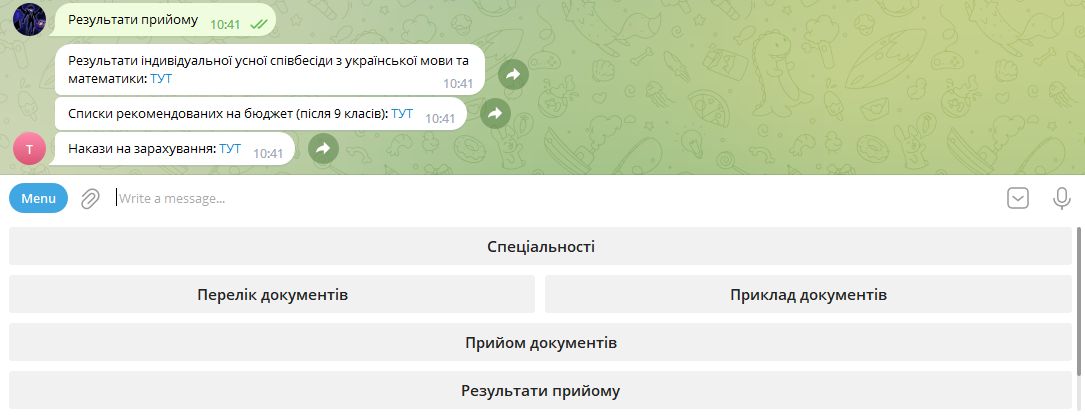 Результати прийому 10:41
Результати індивідуальної усної співбесіди з української мови та
математики: ТУТ 10:41
Списки рекомендованих на бюджет (після 9 класів): ТУТ 10:41
T
Накази на зарахування: ТУТ 10:41
Menu
Write a message...
Спеціальності
Перелік документів
Приклад документів
Прийом документів
Результати прийому